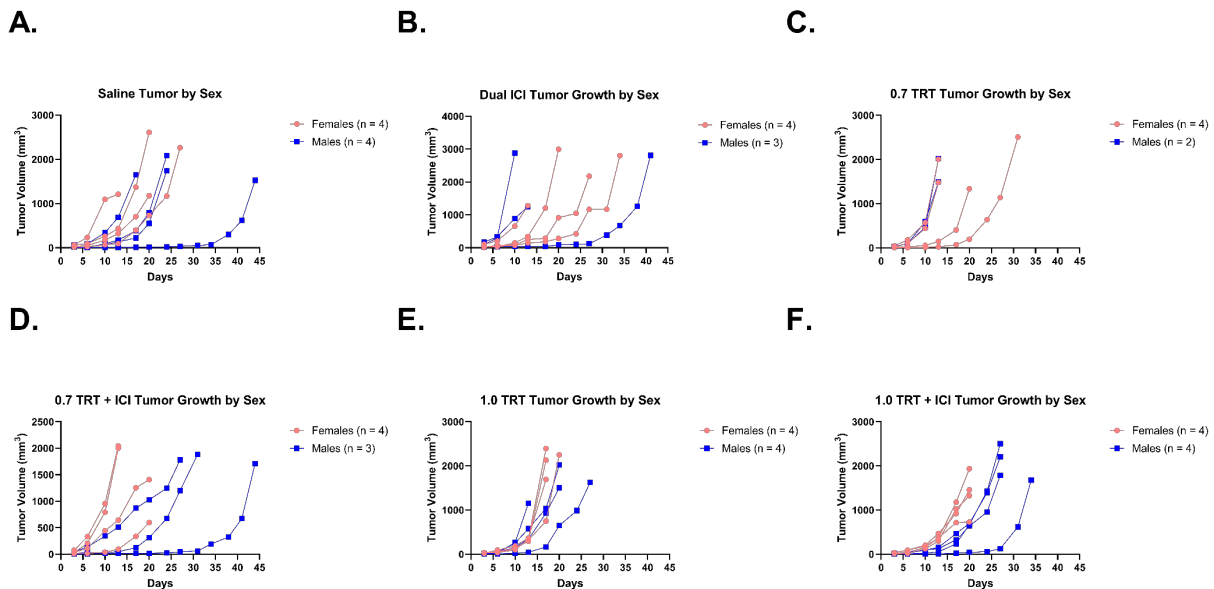 A.
B.
C.
Saline Tumor by Sex
Tumor Volume (mm³)
3000
2000
1000
0
0 5 10 15 20 25 30 35 40 45
Days
Females (n = 4)
Males (n = 4)
Dual ICI Tumor Growth by Sex
Tumor Volume (mm³)
4000
3000
2000
1000
0
0 5 10 15 20 25 30 35 40 45
Days
Females (n = 4)
Males (n = 3)
0.7 TRT Tumor Growth by Sex
Tumor Volume (mm³)
3000
2000
1000
0
0 5 10 15 20 25 30 35 40 45
Days
Females (n = 4)
Males (n = 2)
D.
E.
F.
0.7 TRT + ICI Tumor Growth by Sex
Tumor Volume (mm³)
2500
2000
1500
1000
500
0
0 5 10 15 20 25 30 35 40 45
Days
Females (n = 4)
Males (n = 3)
1.0 TRT Tumor Growth by Sex
Tumor Volume (mm³)
3000
2000
1000
0
0 5 10 15 20 25 30 35 40 45
Days
Females (n = 4)
Males (n = 4)
1.0 TRT + ICI Tumor Growth by Sex
Tumor Volume (mm³)
3000
2000
1000
0
0 5 10 15 20 25 30 35 40 45
Days
Females (n = 4)
Males (n = 4)